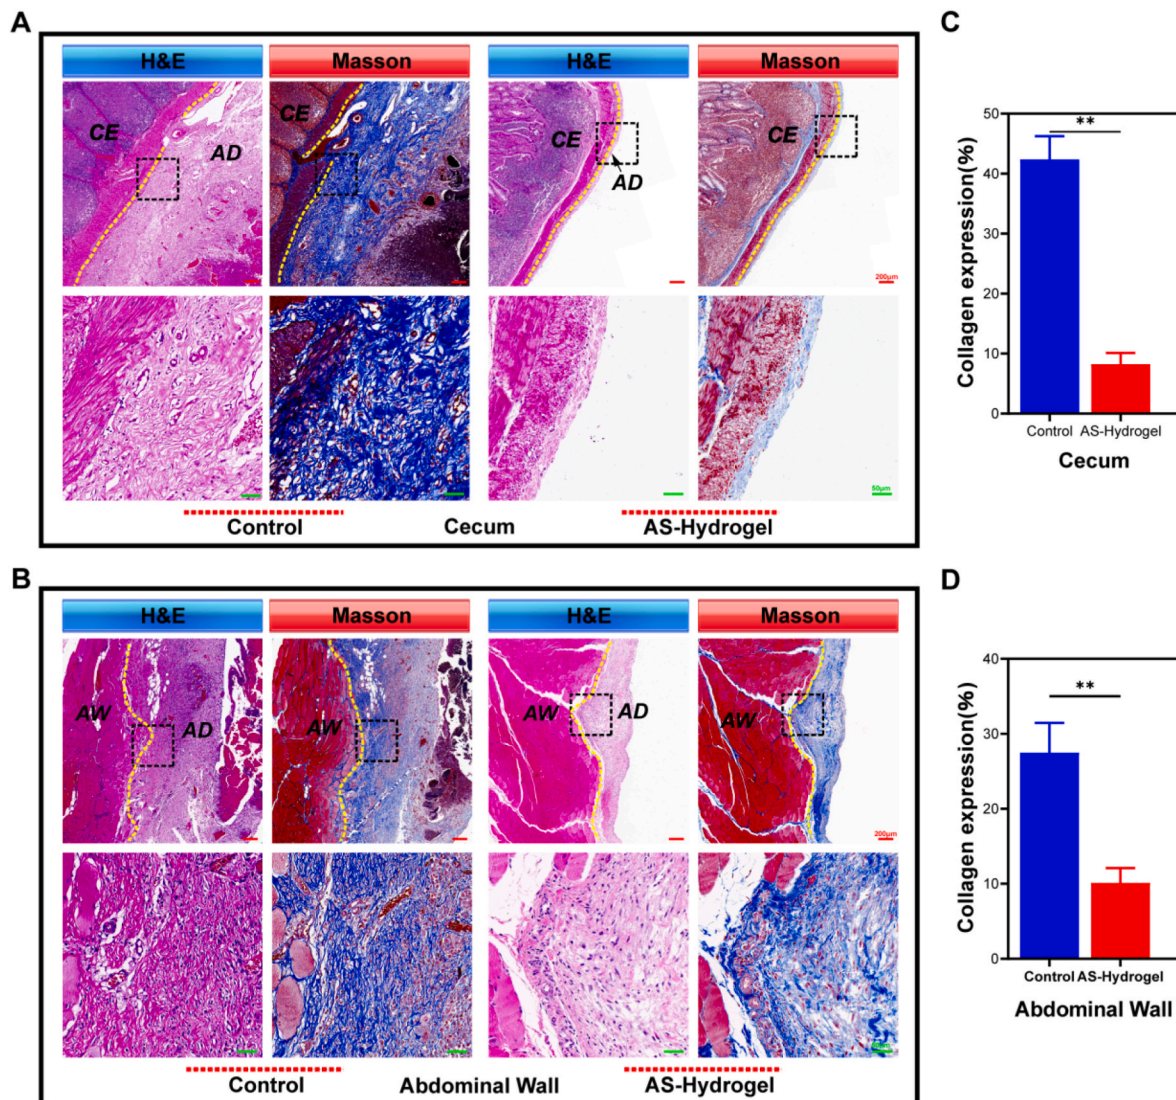 A
H&E Masson H&E Masson
CE AD CE AD CE
200μm
50μm
Control Cecum AS-Hydrogel
B
H&E Masson H&E Masson
AW AD AW AW AD AW
200μm
50μm
Control Abdominal Wall AS-Hydrogel
C
Collagen expression(%)
50
40
30
20
10
0
**
Control AS-Hydrogel
Cecum
D
Collagen expression(%)
40
30
20
10
0
**
Control AS-Hydrogel
Abdominal Wall